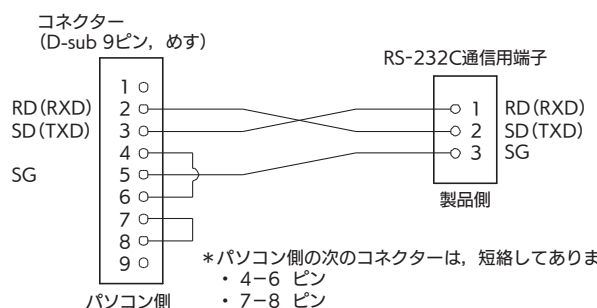 コネクター
（D-sub 9ピン，めす）
RS-232C通信用端子
1
RD（RXD） 2
SD（TXD） 3
4
SG 5
6
7
8
9
1 RD（RXD）
2 SD（TXD）
3 SG
製品側
パソコン側
＊パソコン側の次のコネクターは，短絡してありま
・ 4−6 ピン
・ 7−8 ピン